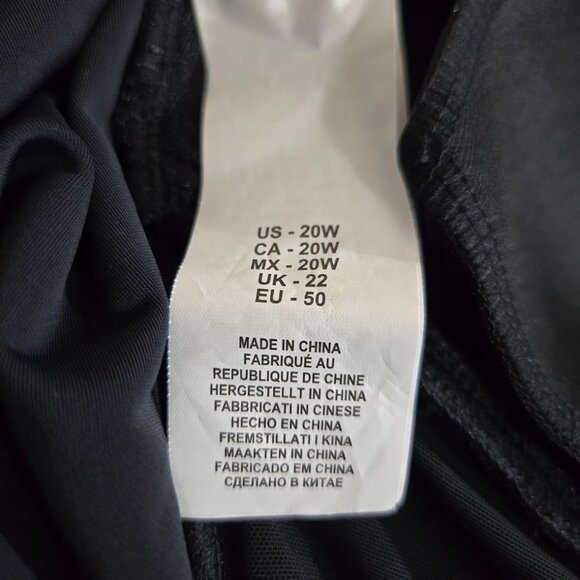 US - 20W
CA - 20W
MX - 20W
UK - 22
EU - 50
MADE IN CHINA
FABRIQUÉ AU
REPUBLIQUE DE CHINE
HERGESTELLT IN CHINA
FABBRICATI IN CINESE
HECHO EN CHINA
FREMSTILLATI I KINA
MAAKTEN IN CHINA
FABRICADO EM CHINA
СДЕЛАНО В КИТАЕ